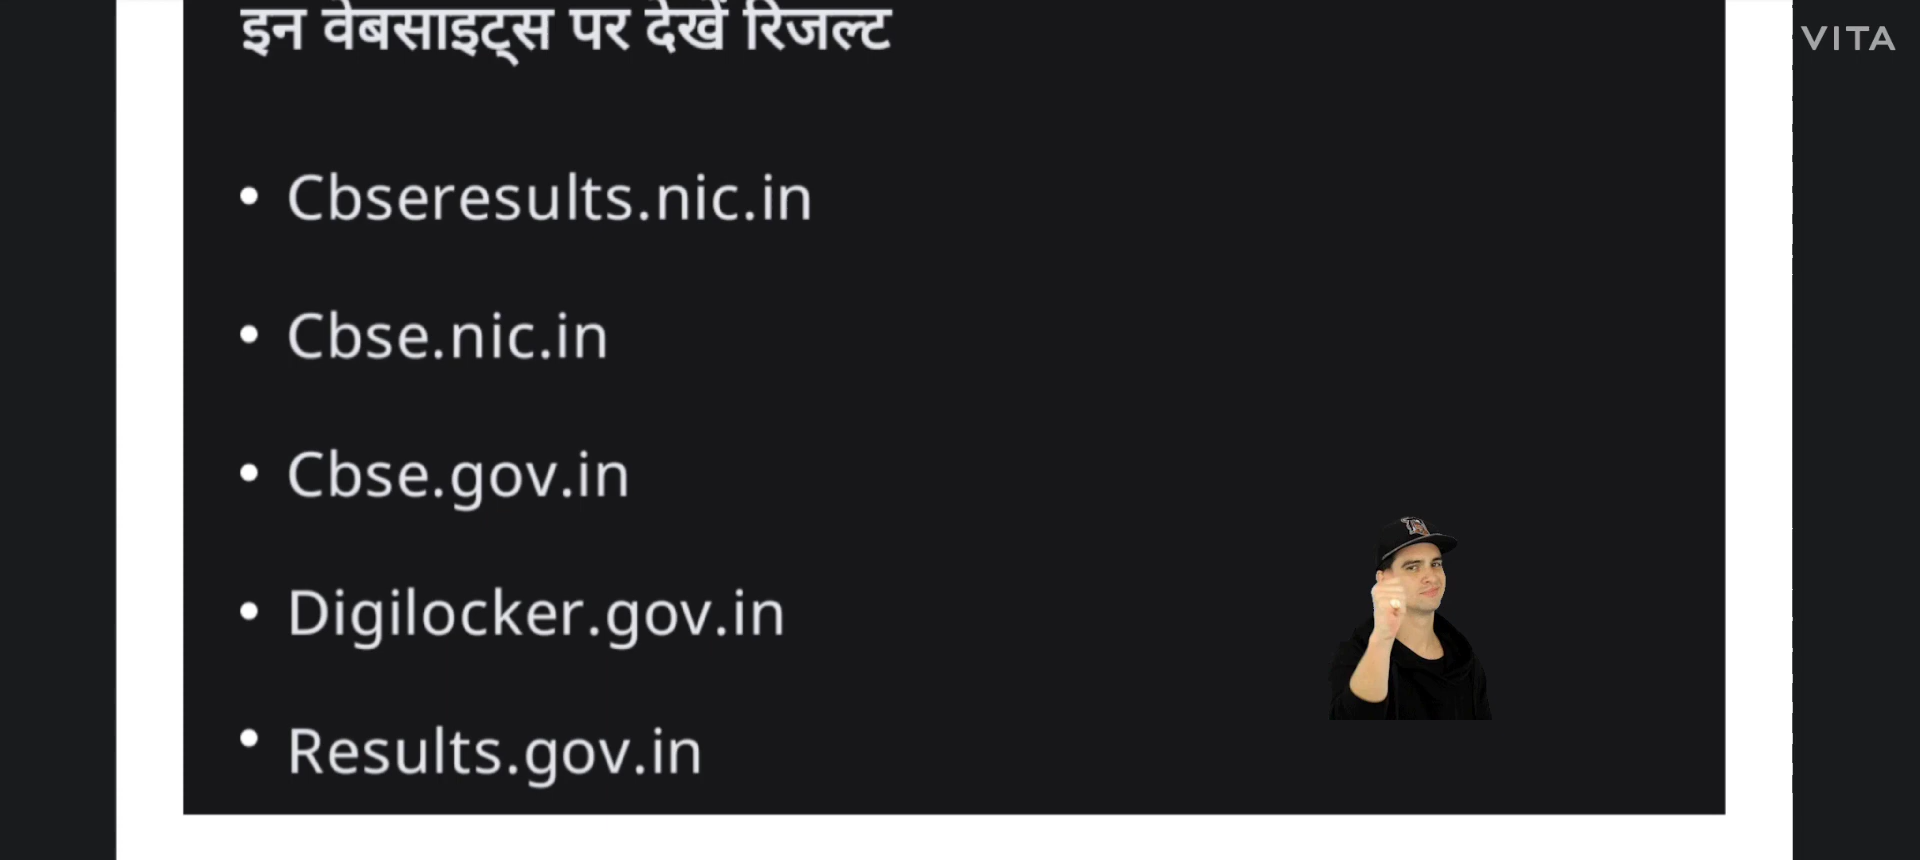 इन वेबसाइट्स पर देखें रिजल्ट
VITA
• Cbseresults.nic.in
• Cbse.nic.in
• Cbse.gov.in
• Digilocker.gov.in
• Results.gov.in